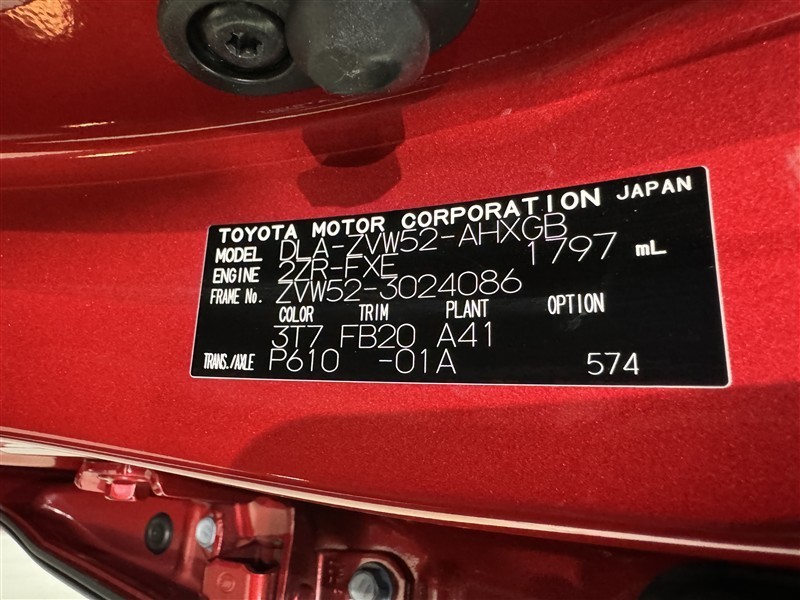 TOYOTA MOTOR CORPORATION JAPAN
MODEL DLA-ZVW52-AHXGB
ENGINE 2ZR-FXE 1797 mL
FRAME No. ZVW52-3024086
COLOR TRIM PLANT OPTION
3T7 FB20 A41
TRANS./AXLE P610 -01A 574